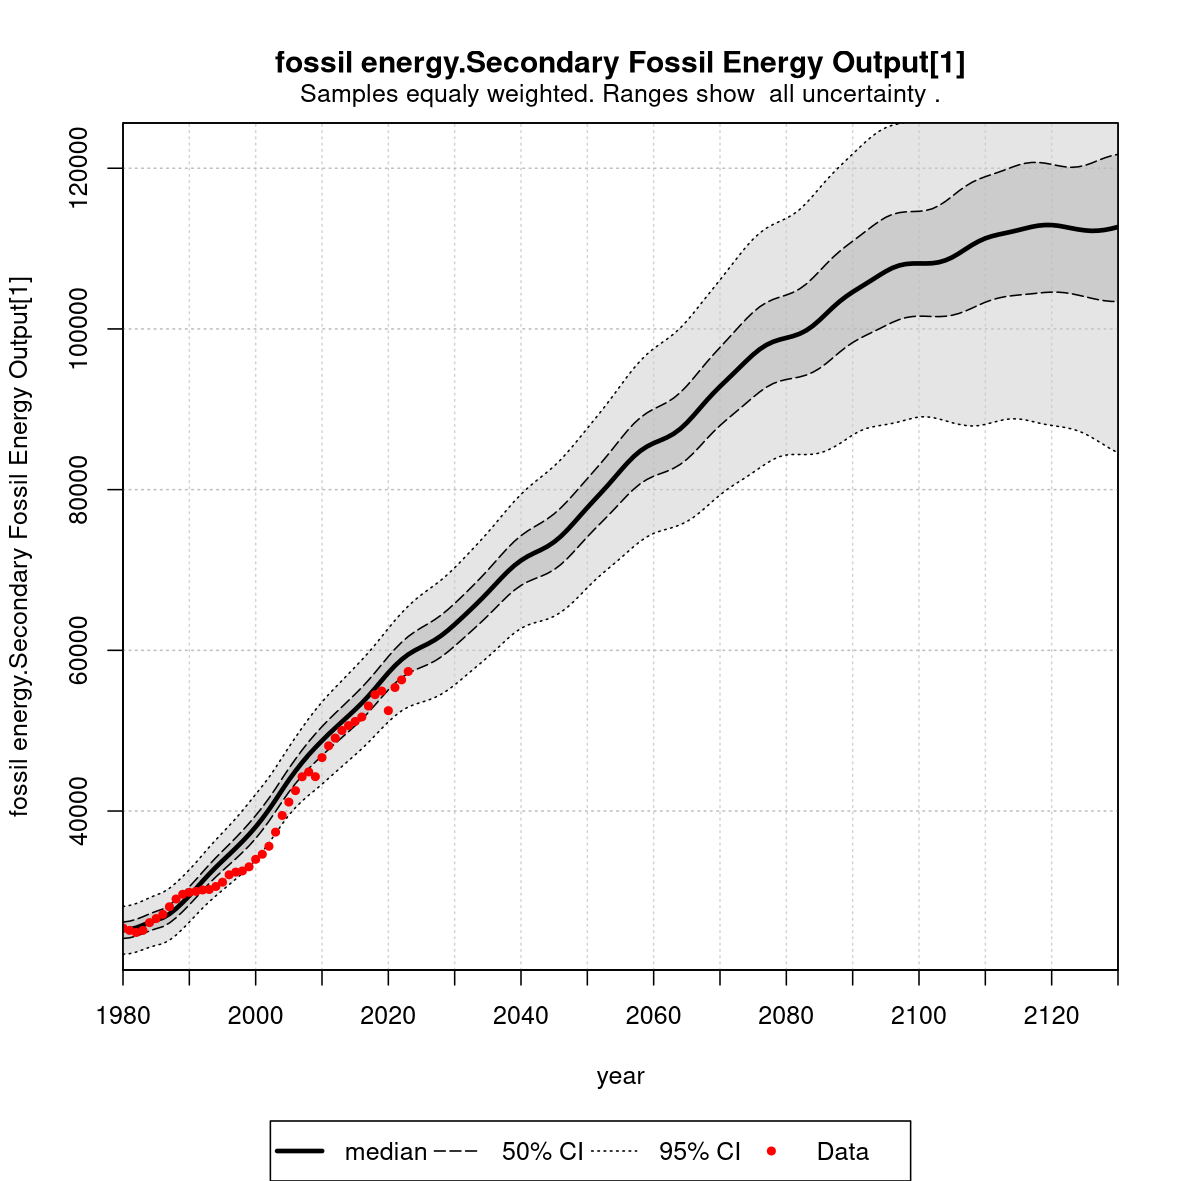 fossil energy.Secondary Fossil Energy Output[1]
Samples equaly weighted. Ranges show  all uncertainty .
fossil energy.Secondary Fossil Energy Output[1]
120000
100000
80000
60000
40000
1980 2000 2020 2040 2060 2080 2100 2120
year
median 50% CI 95% CI Data